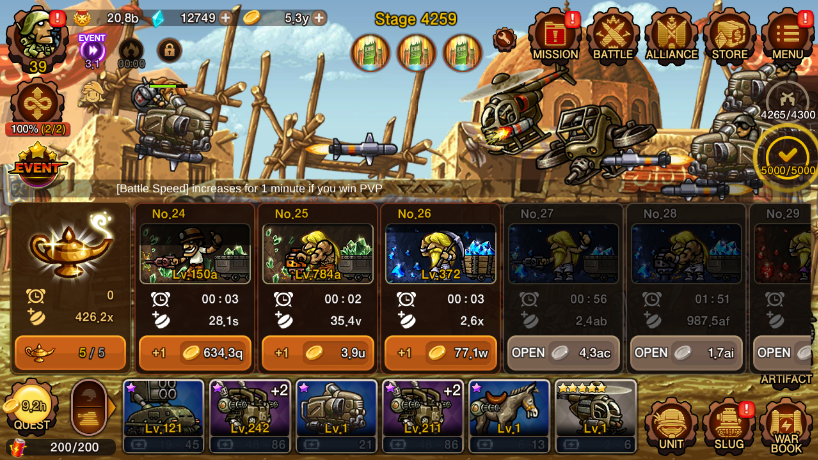 20,8b
12749 +
5,3y +
Stage 4259
EVENT
3:1
00:00
39
MISSION
BATTLE
ALLIANCE
STORE
MENU
100% (2/2)
4265/4300
EVENT
5000/5000
[Battle Speed] increases for 1 minute if you win PVP
0
426,2x
5 / 5
No,24
Lv,150a
00 : 03
28,1s
+1 634,3q
No,25
Lv,784a
00 : 02
35,4v
+1 3,9u
No,26
Lv,372
00 : 03
2,6x
+1 77,1w
No,27
00 : 56
2,4ab
OPEN 4,3ac
No,28
01 : 51
987,5af
OPEN 1,7ai
No,29
OPEN
ARTIFACT
9,2h
QUEST
200/200
Lv,121
45
+2
Lv,242
86
Lv,1
21
+2
Lv,211
86
Lv,1
13
Lv,1
6
UNIT
SLUG
WAR
BOOK